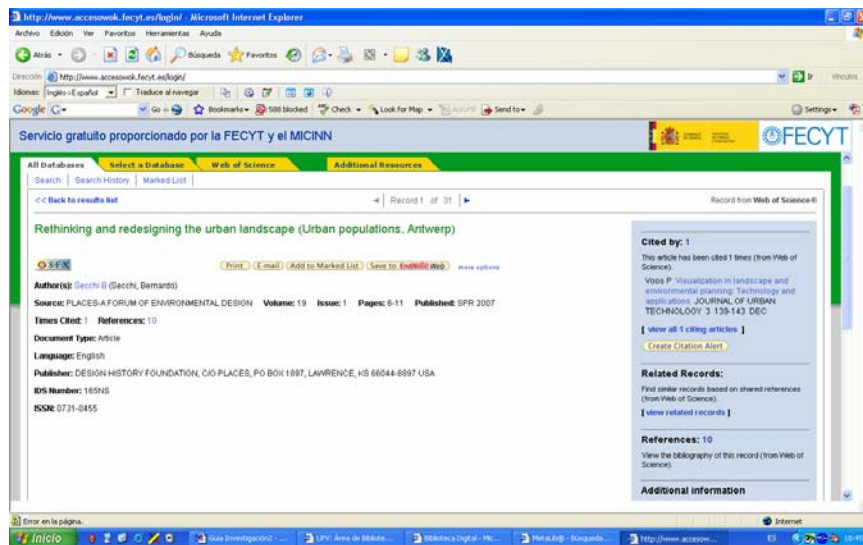 http://www.accesowok.fecyt.es/login/ - Microsoft Internet Explorer
Archivo Edición Ver Favoritos Herramientas Ayuda
Atrás Búsqueda Favoritos
Dirección http://www.accesowok.fecyt.es/login/ Ir Vínculos
Idiomas: Inglés->Español Traduce al navegar
Google Go Bookmarks 588 blocked Check Look for Map Send to Settings
Servicio gratuito proporcionado por la FECYT y el MICINN
FECYT
All Databases Select a Database Web of Science Additional Resources
Search Search History Marked List
<< Back to results list Record 1 of 31 Record from Web of Science®
Rethinking and redesigning the urban landscape (Urban populations, Antwerp)
S·F·X Print E-mail Add to Marked List Save to EndNote Web more options
Author(s): Secchi B (Secchi, Bernardo)
Source: PLACES-A FORUM OF ENVIRONMENTAL DESIGN Volume: 19 Issue: 1 Pages: 6-11 Published: SPR 2007
Times Cited: 1 References: 10
Document Type: Article
Language: English
Publisher: DESIGN HISTORY FOUNDATION, C/O PLACES, PO BOX 1897, LAWRENCE, KS 66044-8897 USA
IDS Number: 165NS
ISSN: 0731-0455
Cited by: 1
This article has been cited 1 times (from Web of
Science).
Voos P Visualization in landscape and
environmental planning: Technology and
applications JOURNAL OF URBAN
TECHNOLOGY 3 139-143 DEC
[ view all 1 citing articles ]
Create Citation Alert
Related Records:
Find similar records based on shared references
(from Web of Science).
[ view related records ]
References: 10
View the bibliography of this record (from Web of
Science).
Additional information
Error en la página. Internet
Inicio Guia Investigación2 - ... UPV: Área de Bibliote... Biblioteca Digital - Mic... MetaLib® - Búsqueda... http://www.accesow... ES